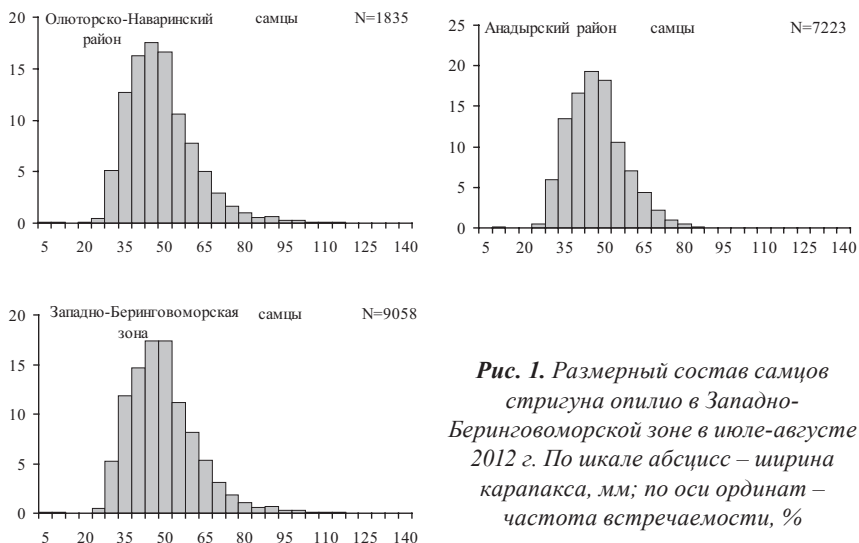 Олюторско-Наваринский самцы N=1835
район
20
15
10
5
0
5 20 35 50 65 80 95 110 125 140
Анадырский район самцы N=7223
25
20
15
10
5
0
5 20 35 50 65 80 95 110 125 140
Западно-Беринговоморская самцы N=9058
зона
20
15
10
5
0
5 20 35 50 65 80 95 110 125 140
Рис. 1. Размерный состав самцов
стригуна опилио в Западно-
Беринговоморской зоне в июле-августе
2012 г. По шкале абсцисс – ширина
карапакса, мм; по оси ординат –
частота встречаемости, %